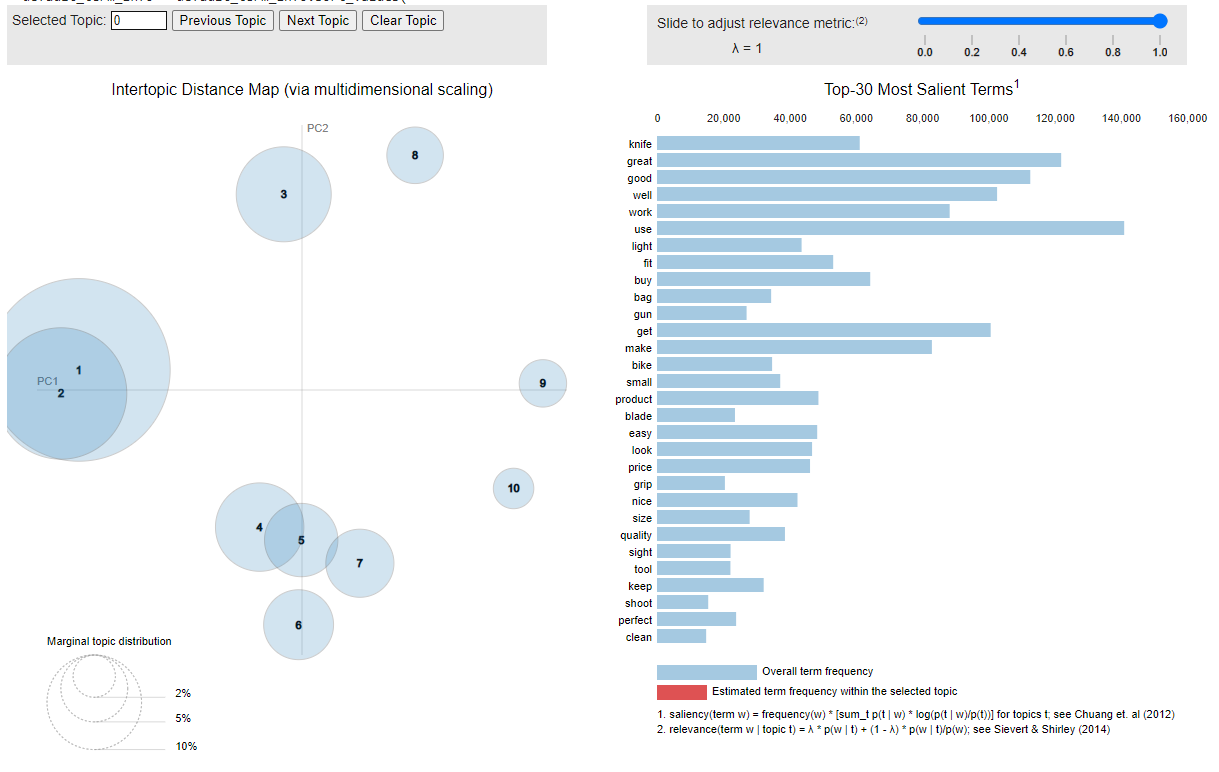 Selected Topic: 0 Previous Topic Next Topic Clear Topic
Slide to adjust relevance metric:(2)
λ = 1
0.0 0.2 0.4 0.6 0.8 1.0
Intertopic Distance Map (via multidimensional scaling)
PC2
8
3
1
PC1
2
9
10
4
5
7
6
Marginal topic distribution
2%
5%
10%
Top-30 Most Salient Terms1
0 20,000 40,000 60,000 80,000 100,000 120,000 140,000 160,000
knife
great
good
well
work
use
light
fit
buy
bag
gun
get
make
bike
small
product
blade
easy
look
price
grip
nice
size
quality
sight
tool
keep
shoot
perfect
clean
Overall term frequency
Estimated term frequency within the selected topic
1. saliency(term w) = frequency(w) * [sum_t p(t | w) * log(p(t | w)/p(t))] for topics t; see Chuang et. al (2012)
2. relevance(term w | topic t) = λ * p(w | t) + (1 - λ) * p(w | t)/p(w); see Sievert & Shirley (2014)